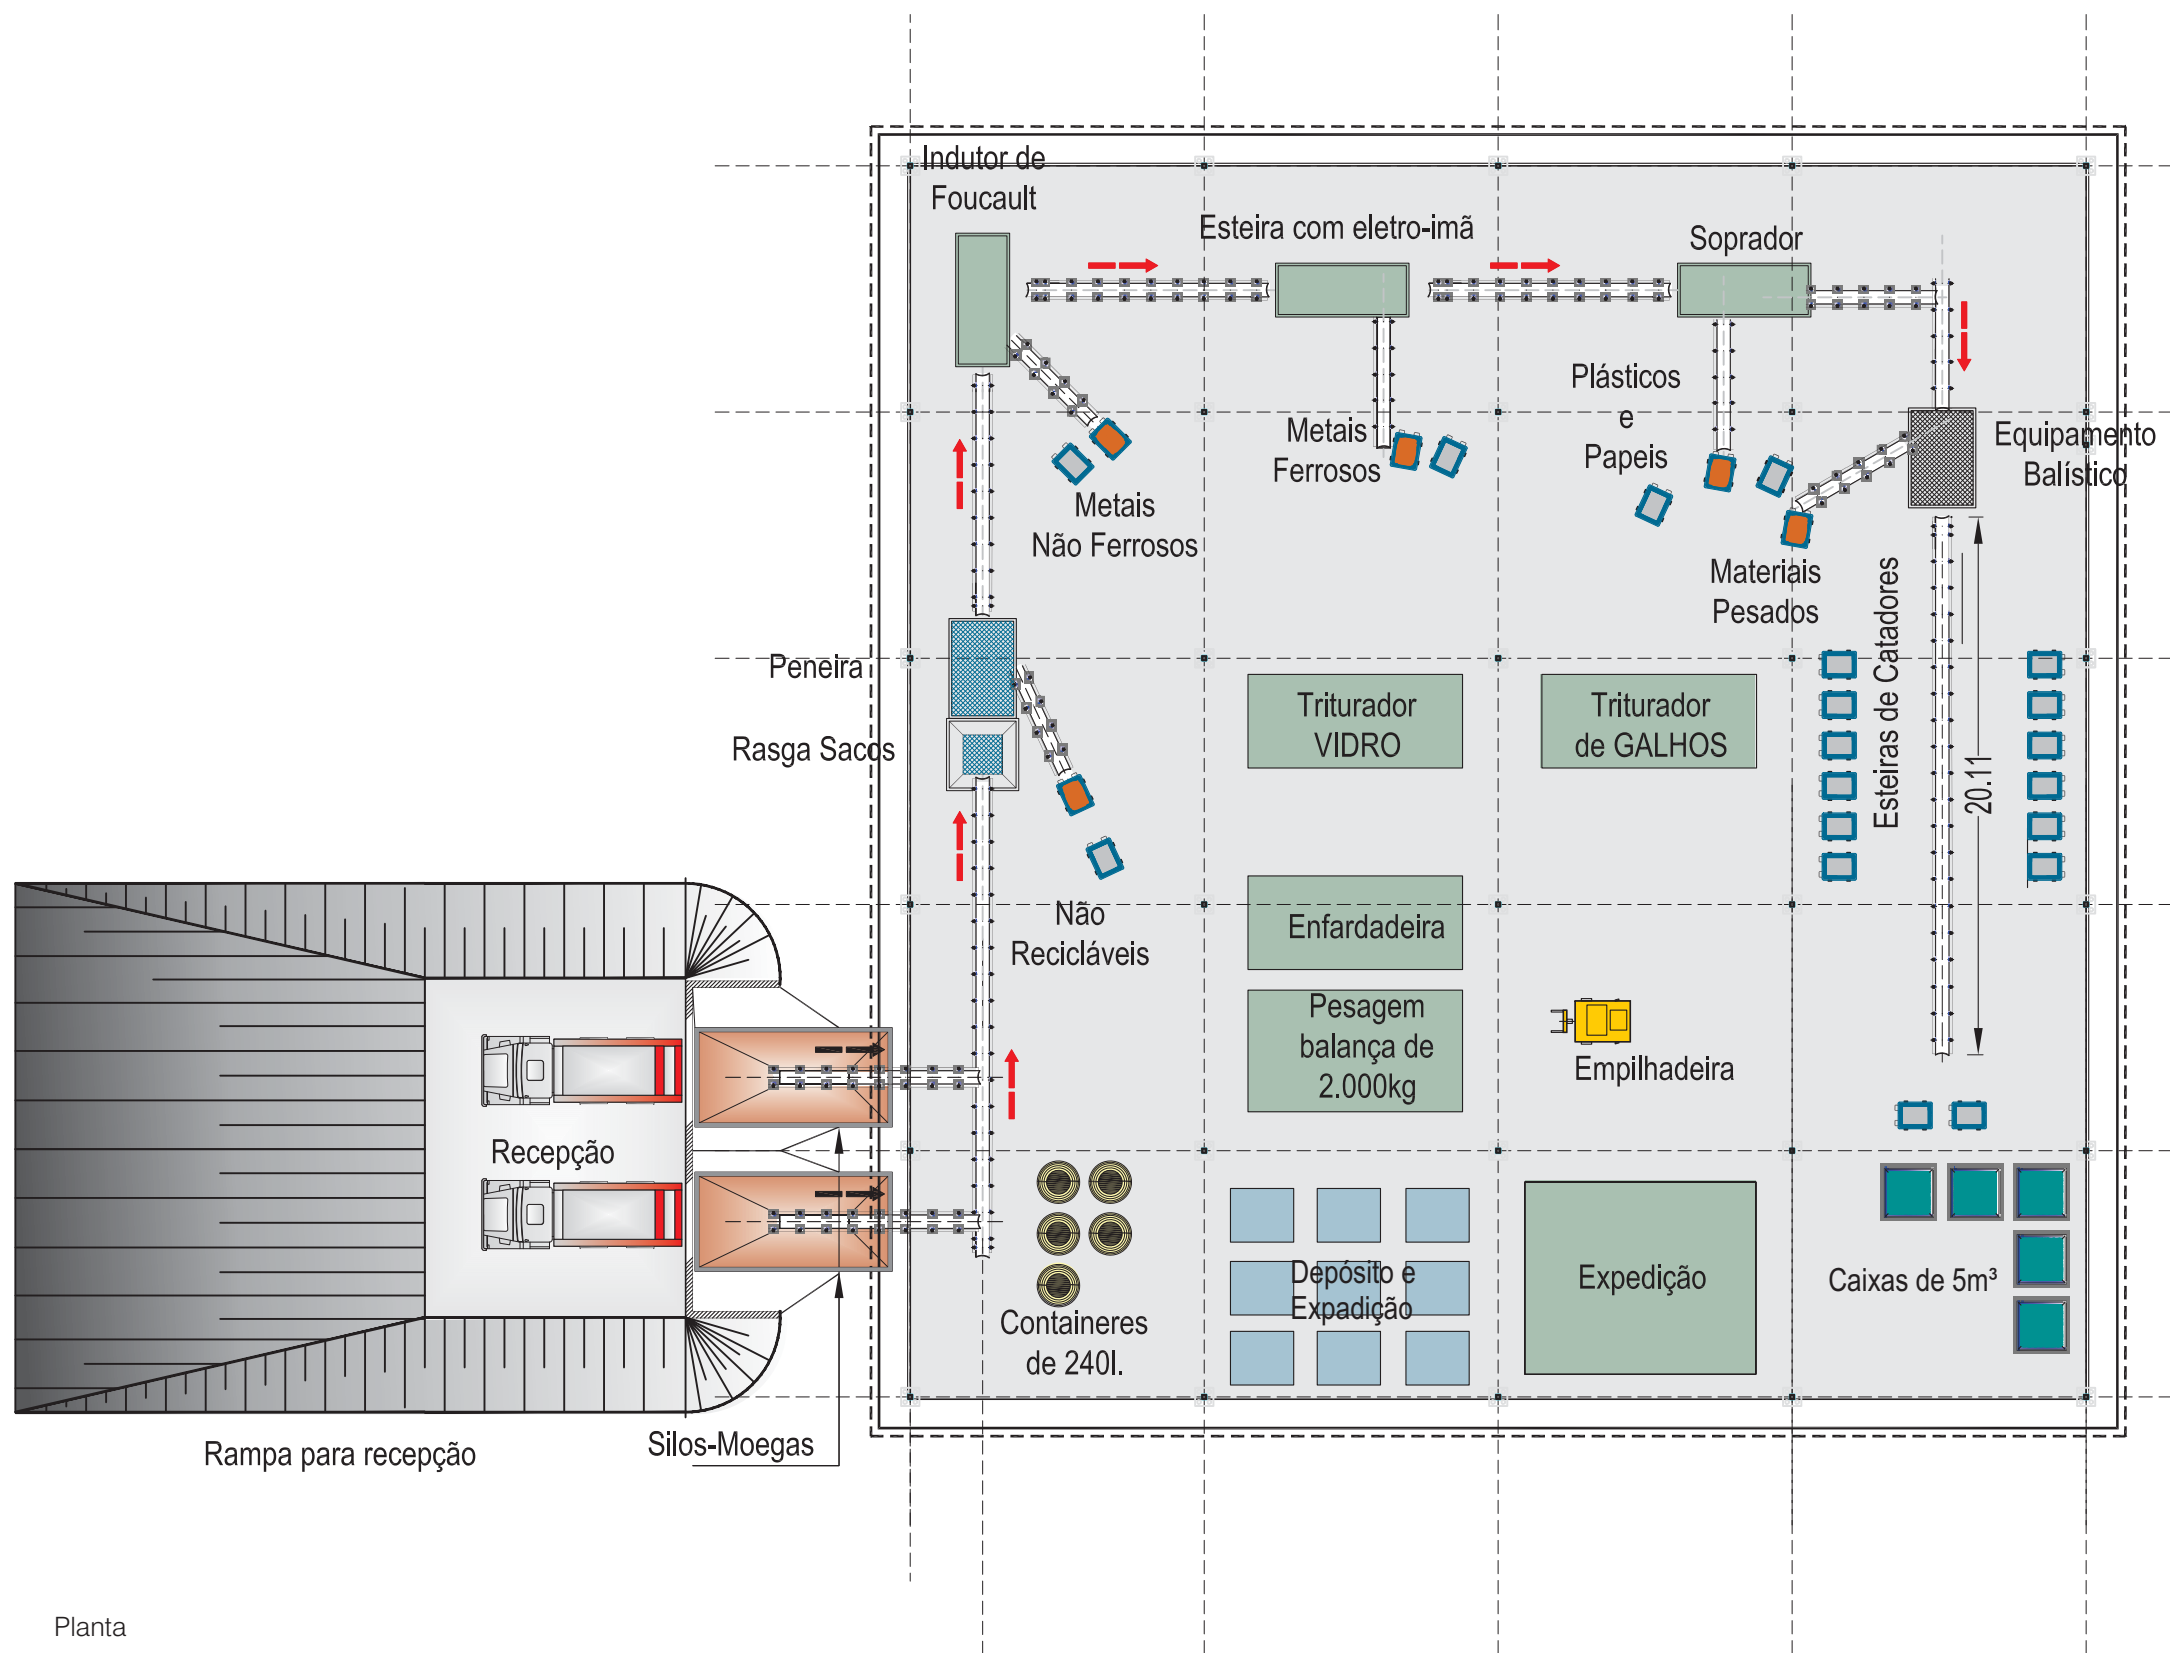 Indutor de
Foucault
Esteira com eletro-imã
Soprador
Plásticos
e
Papeis
Metais
Ferrosos
Equipamento
Balístico
Metais
Não Ferrosos
Materiais
Pesados
Esteiras de Catadores
20.11
Peneira
Rasga Sacos
Triturador
VIDRO
Triturador
de GALHOS
Não
Recicláveis
Enfardadeira
Pesagem
balança de
2.000kg
Empilhadeira
Recepção
Containeres
de 240l.
Depósito e
Expadição
Expedição
Caixas de 5m³
Silos-Moegas
Rampa para recepção
Planta